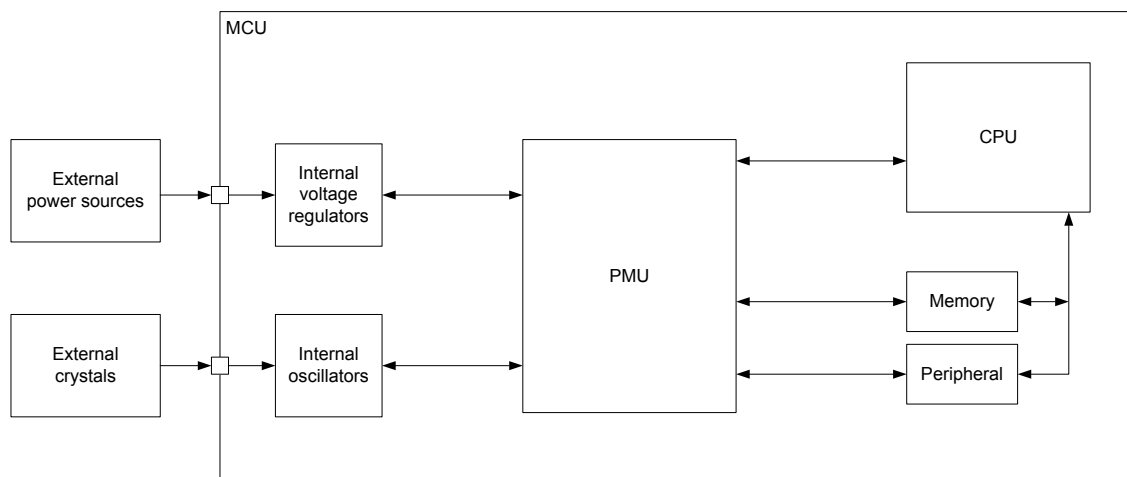 MCU
CPU
External
power sources
Internal
voltage
regulators
PMU
Memory
External
crystals
Internal
oscillators
Peripheral